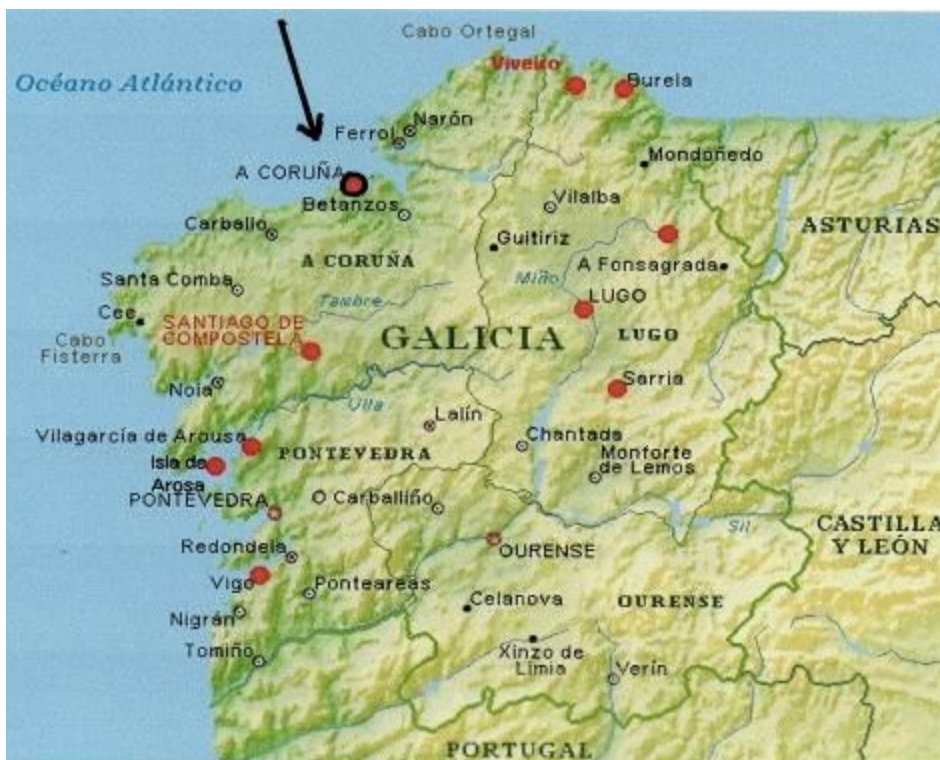 Cabo Ortegal
Océano Atlántico
Viveiro
Bureia
Narón
Ferrol
Mondoñedo
A CORUÑA
Betanzos
Vilalba
Carballo
Guitiriz
ASTURIAS
A CORUÑA
A Fonsagrada
Miño
Santa Comba
Tambre
LUGO
Cee
SANTIAGO DE
COMPOSTELA
GALICIA
LUGO
Cabo
Fisterra
Noia
Sarria
Ulla
Lalín
Vilagarcía de Arousa
PONTEVEDRA
Chantada
Isla de
Arosa
Monforte
de Lemos
PONTEVEDRA
O Carballiño
Sil
CASTILLA
Y LEÓN
Redondela
OURENSE
Vigo
Ponteareas
Celanova
OURENSE
Nigrán
Tomiño
Xinzo de
Limia
Verín
PORTUGAL